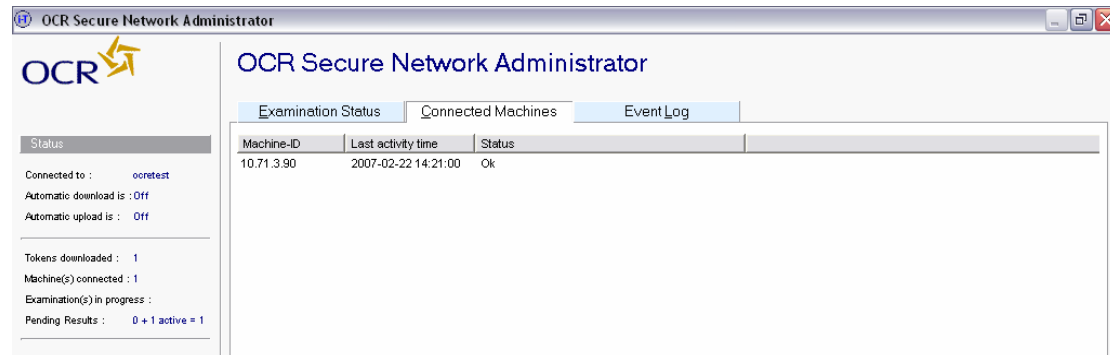 OCR Secure Network Administrator
OCR
OCR Secure Network Administrator
Examination Status Connected Machines Event Log
Status
Machine-ID Last activity time Status
10.71.3.90 2007-02-22 14:21:00 Ok
Connected to : ocretest
Automatic download is : Off
Automatic upload is : Off
Tokens downloaded : 1
Machine(s) connected : 1
Examination(s) in progress :
Pending Results : 0 + 1 active = 1